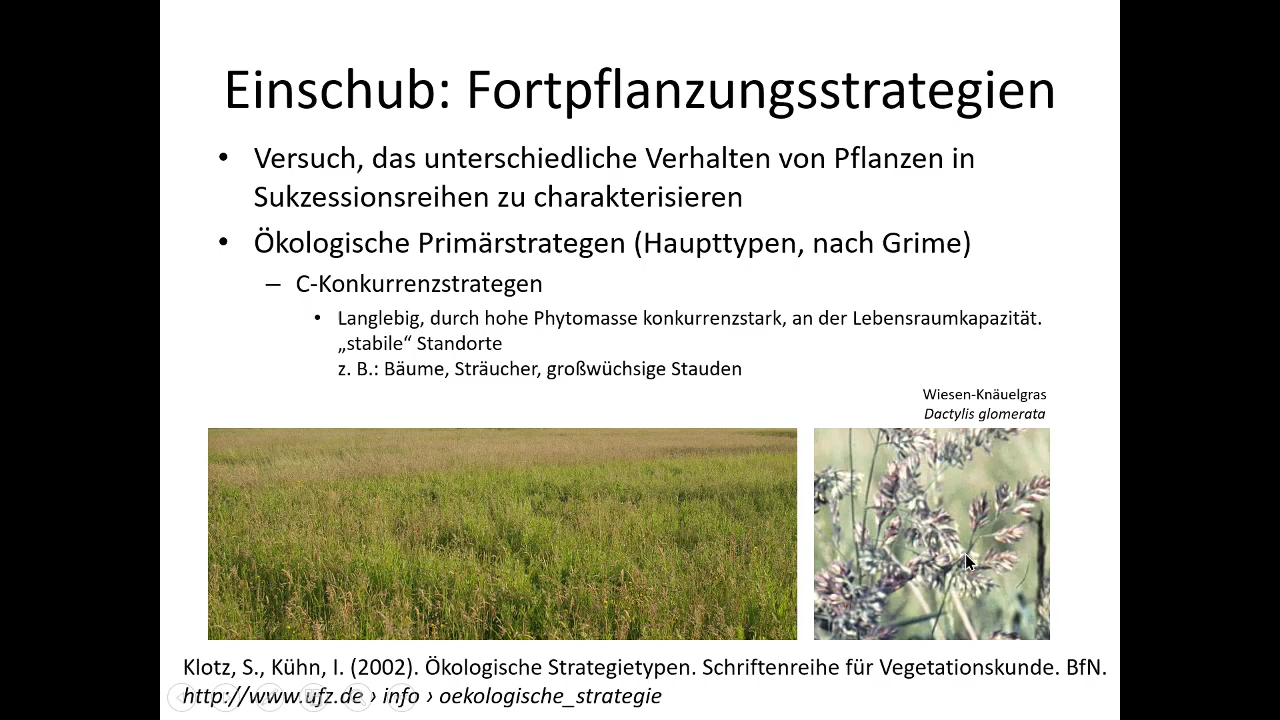 Einschub: Fortpflanzungsstrategien
• Versuch, das unterschiedliche Verhalten von Pflanzen in
Sukzessionsreihen zu charakterisieren
• Ökologische Primärstrategen (Haupttypen, nach Grime)
– C-Konkurrenzstrategen
• Langlebig, durch hohe Phytomasse konkurrenzstark, an der Lebensraumkapazität.
„stabile“ Standorte
z. B.: Bäume, Sträucher, großwüchsige Stauden
Wiesen-Knäuelgras
Dactylis glomerata
Klotz, S., Kühn, I. (2002). Ökologische Strategietypen. Schriftenreihe für Vegetationskunde. BfN.
http://www.ufz.de › info › oekologische_strategie